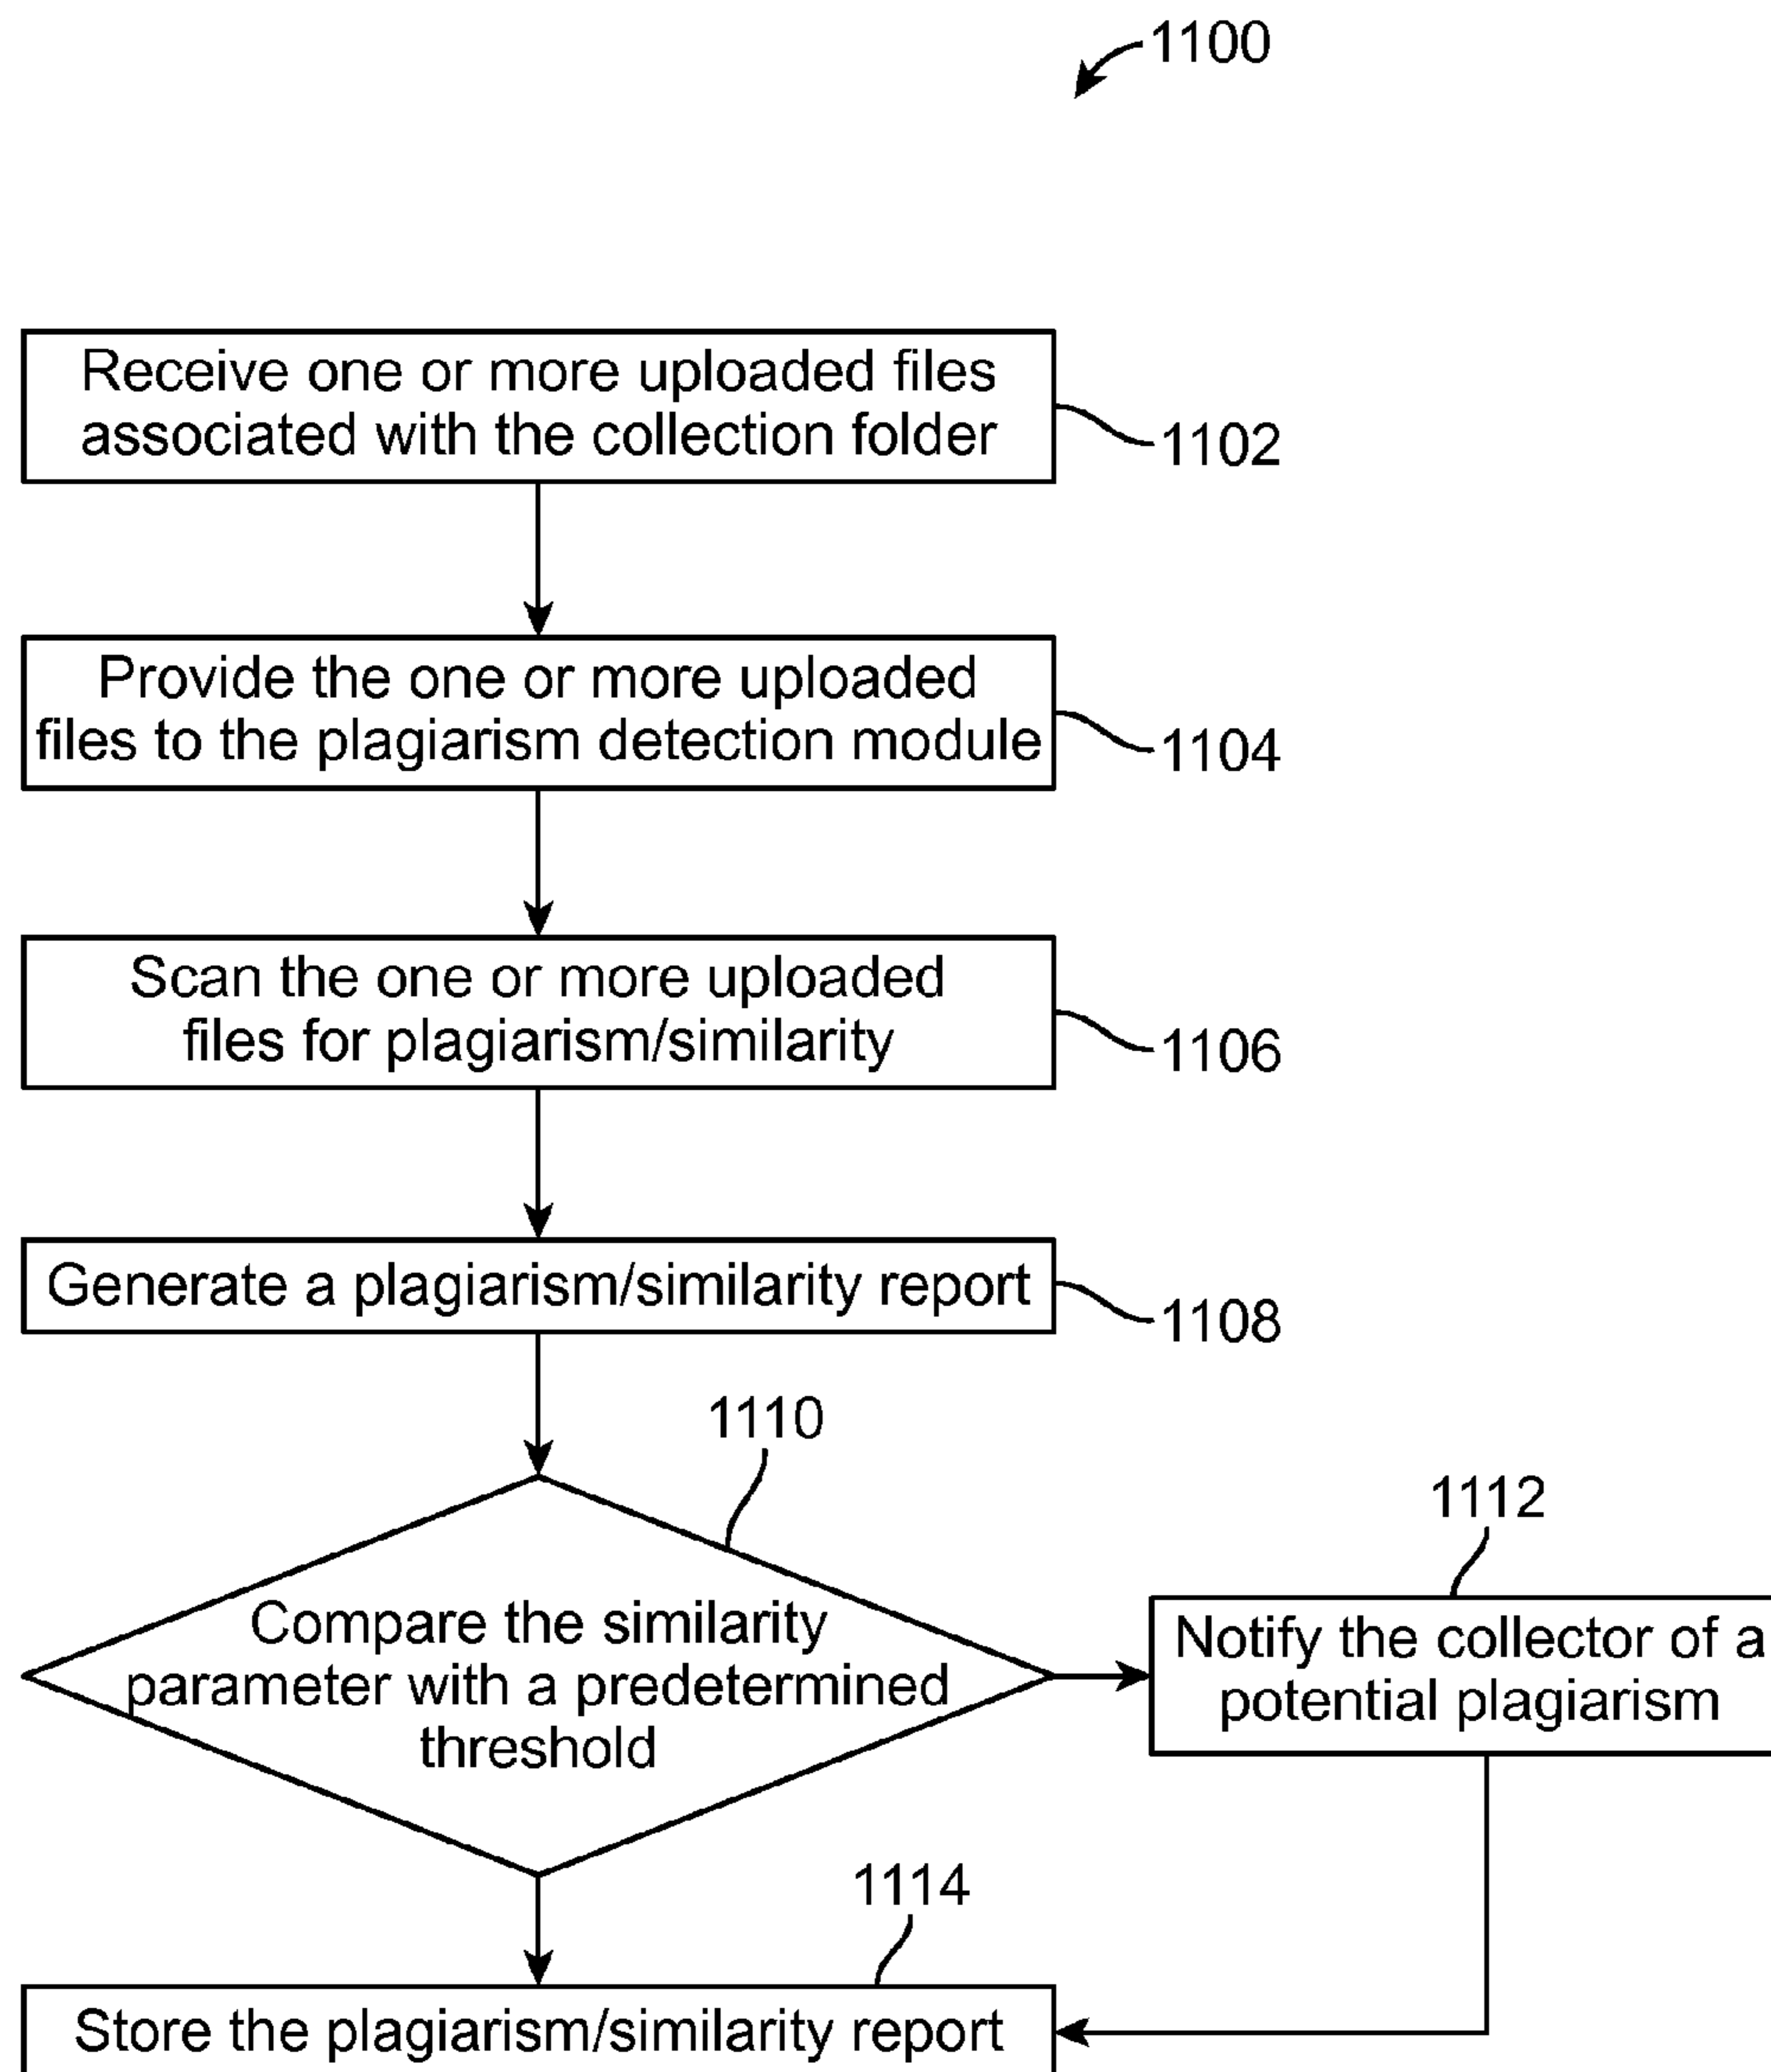 1100
Receive one or more uploaded files
associated with the collection folder
1102
Provide the one or more uploaded
files to the plagiarism detection module
1104
Scan the one or more uploaded
files for plagiarism/similarity
1106
Generate a plagiarism/similarity report
1108
1110
Compare the similarity
parameter with a predetermined
threshold
1112
Notify the collector of a
potential plagiarism
1114
Store the plagiarism/similarity report